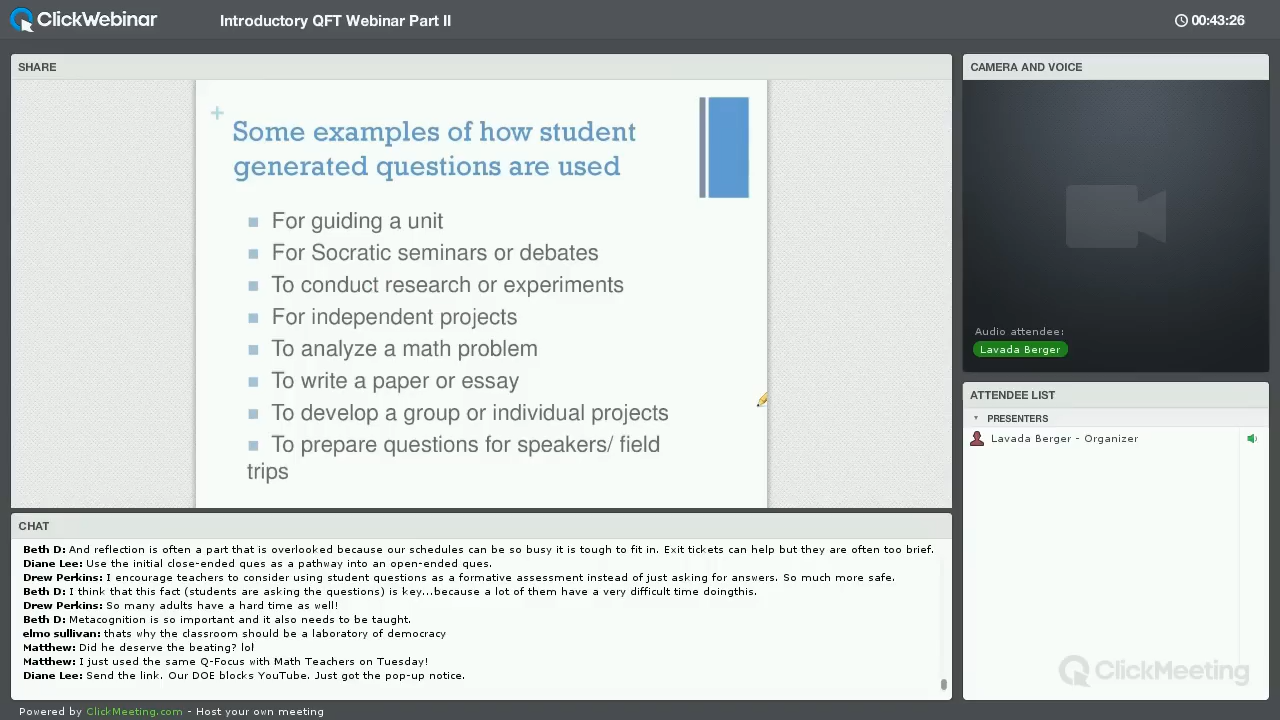 ClickWebinar
Introductory QFT Webinar Part II
00:43:26
SHARE
+
Some examples of how student
generated questions are used
For guiding a unit
For Socratic seminars or debates
To conduct research or experiments
For independent projects
To analyze a math problem
To write a paper or essay
To develop a group or individual projects
To prepare questions for speakers/ field
trips
CAMERA AND VOICE
Audio attendee:
Lavada Berger
ATTENDEE LIST
PRESENTERS
Lavada Berger - Organizer
CHAT
Beth D: And reflection is often a part that is overlooked because our schedules can be so busy it is tough to fit in. Exit tickets can help but they are often too brief.
Diane Lee: Use the initial close-ended ques as a pathway into an open-ended ques.
Drew Perkins: I encourage teachers to consider using student questions as a formative assessment instead of just asking for answers. So much more safe.
Beth D: I think that this fact (students are asking the questions) is key...because a lot of them have a very difficult time doingthis.
Drew Perkins: So many adults have a hard time as well!
Beth D: Metacognition is so important and it also needs to be taught.
elmo sullivan: thats why the classroom should be a laboratory of democracy
Matthew: Did he deserve the beating? lol
Matthew: I just used the same Q-Focus with Math Teachers on Tuesday!
Diane Lee: Send the link. Our DOE blocks YouTube. Just got the pop-up notice.
ClickMeeting
Powered by ClickMeeting.com - Host your own meeting